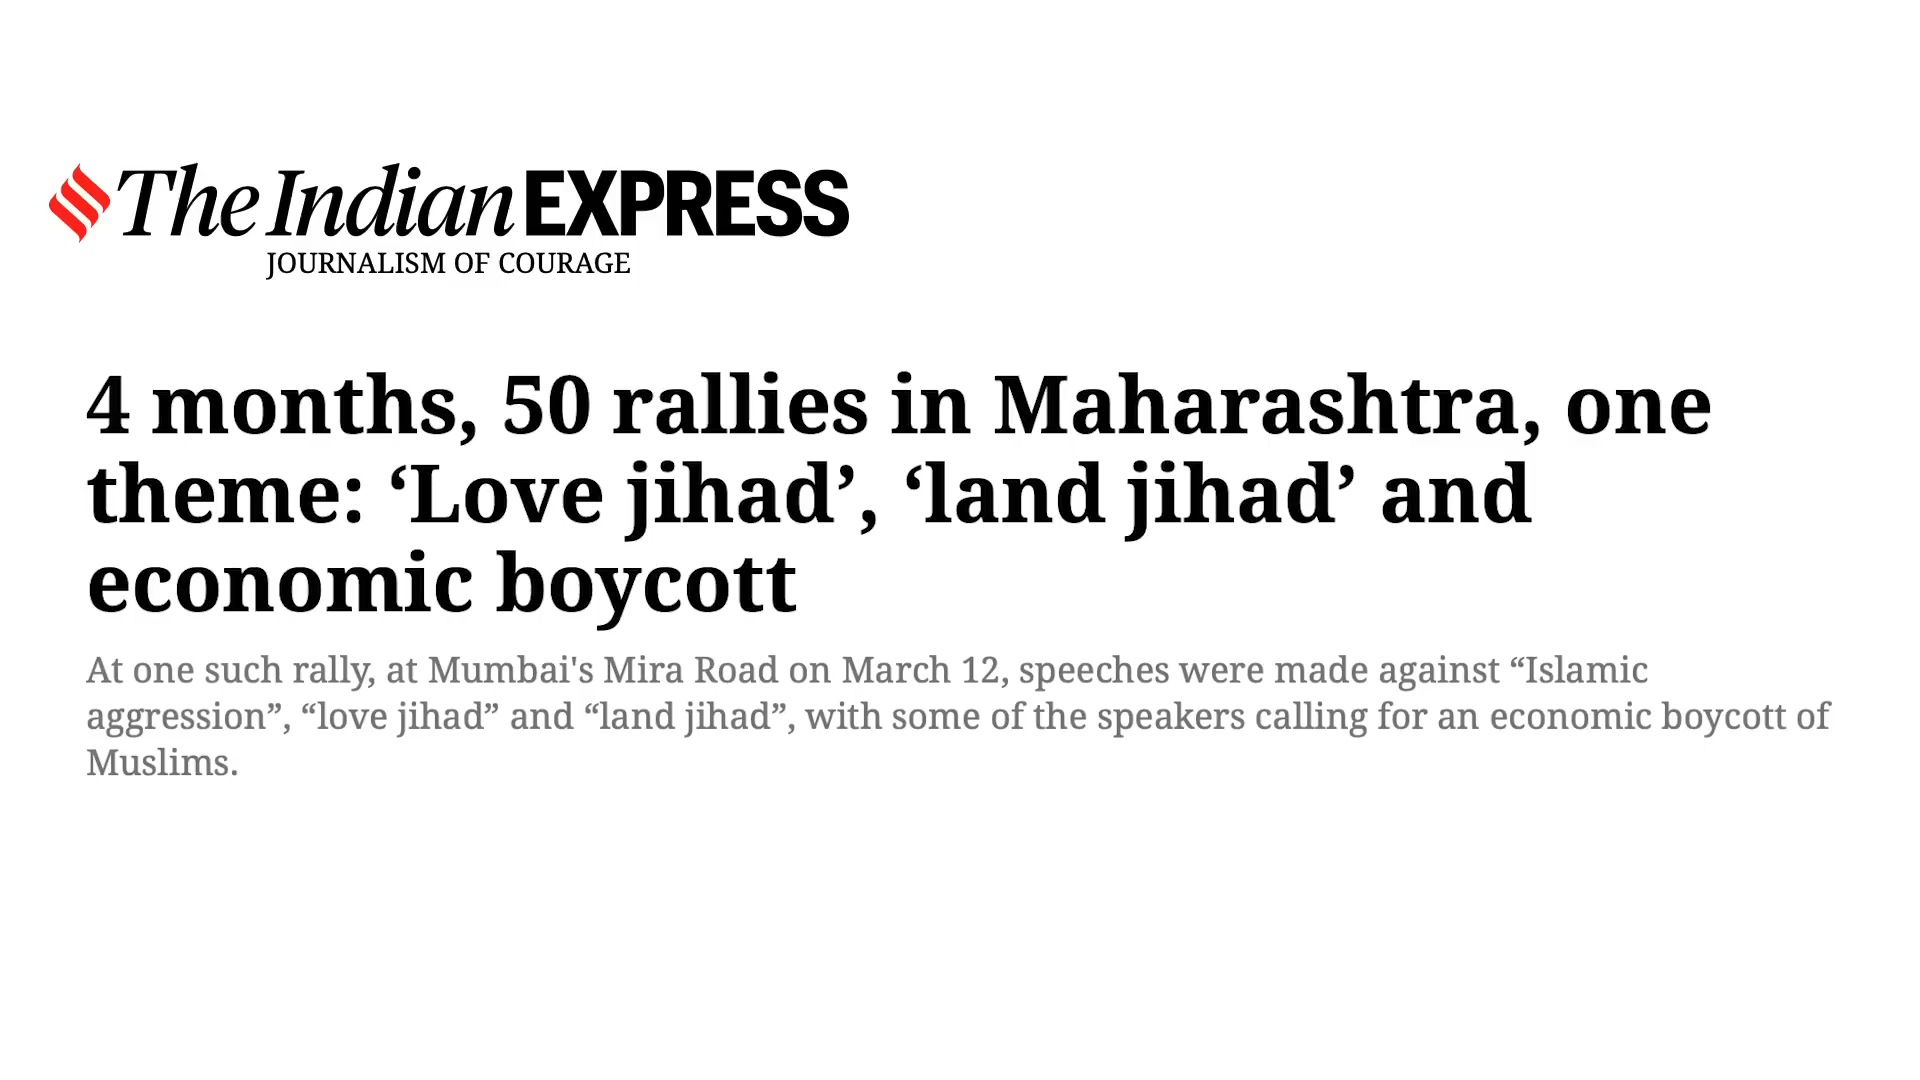 The Indian EXPRESS
JOURNALISM OF COURAGE
4 months, 50 rallies in Maharashtra, one
theme: ‘Love jihad’, ‘land jihad’ and
economic boycott
At one such rally, at Mumbai's Mira Road on March 12, speeches were made against “Islamic
aggression”, “love jihad” and “land jihad”, with some of the speakers calling for an economic boycott of
Muslims.